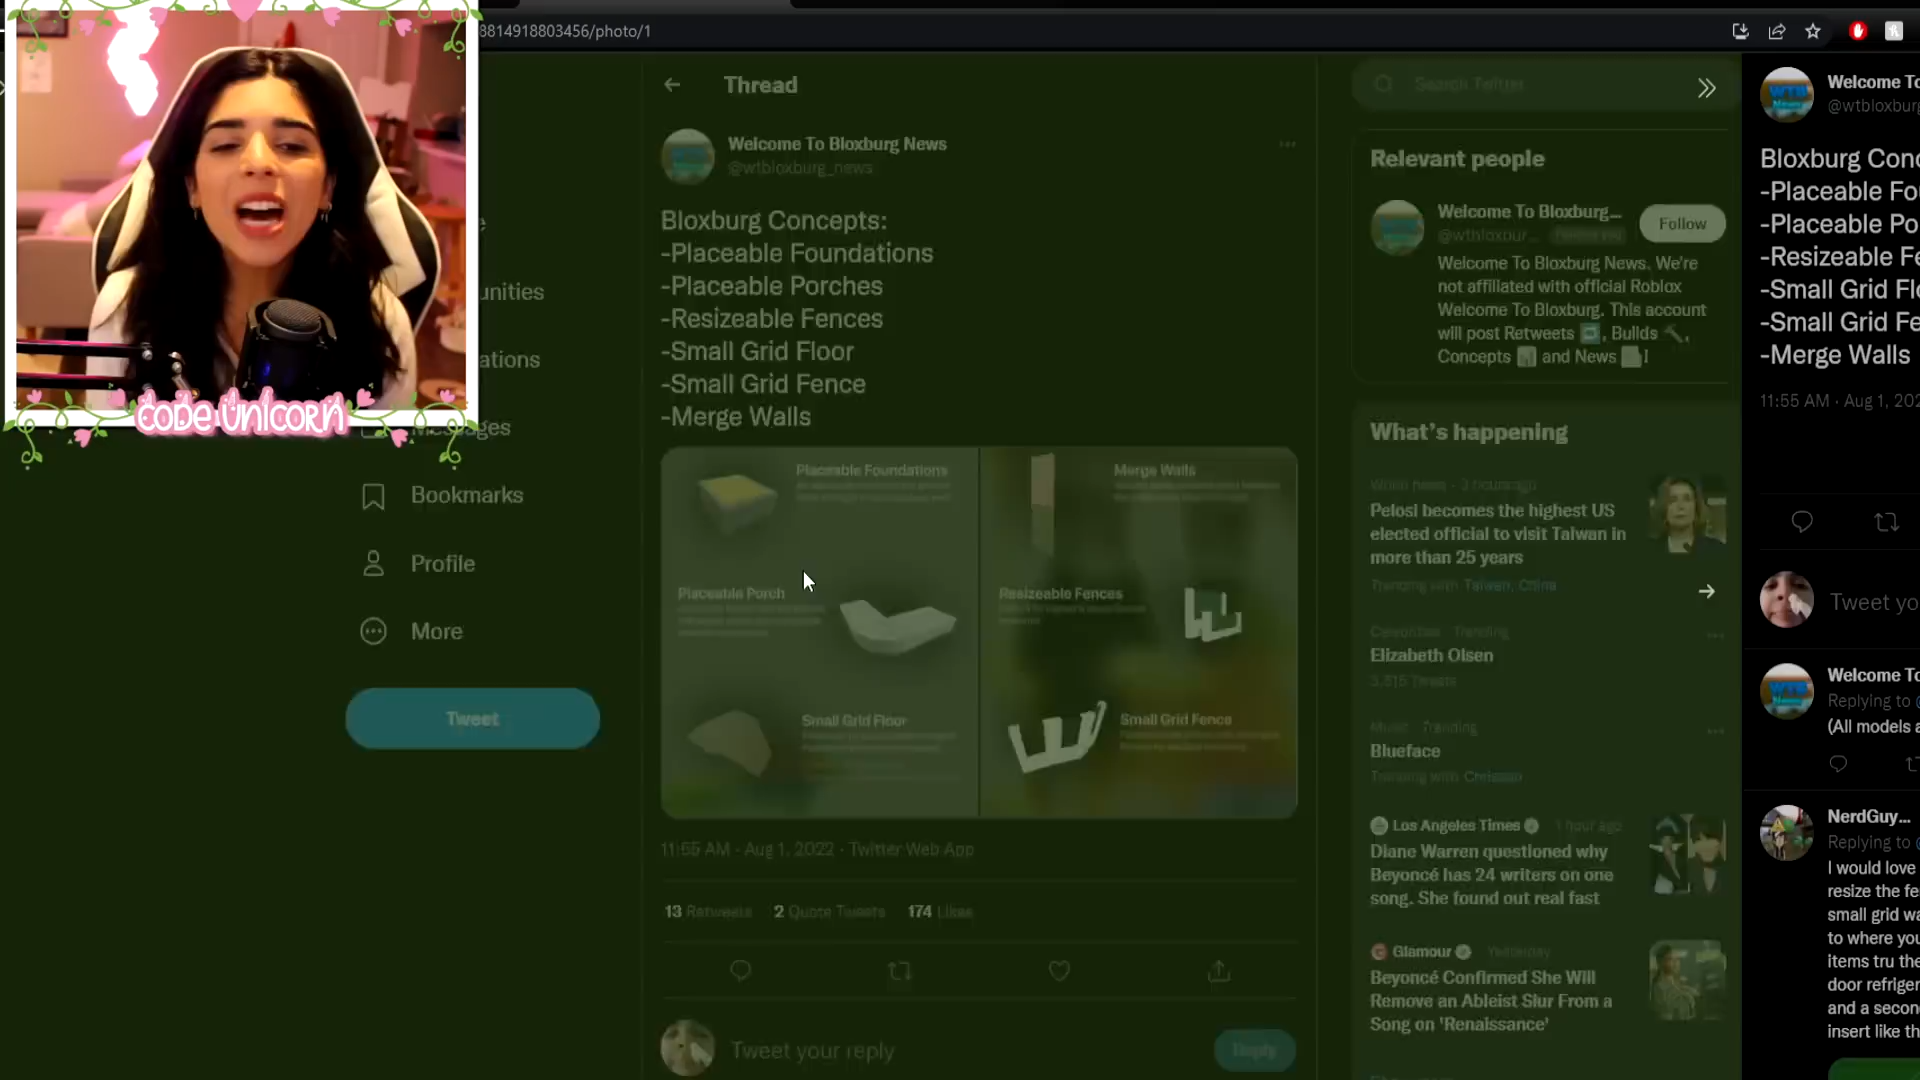 8814918803456/photo/1
CODE UNICORN
unities
ations
Messages
Bookmarks
Profile
More
Tweet
Thread
Welcome To Bloxburg News
@wtbloxburg_news
Bloxburg Concepts:
-Placeable Foundations
-Placeable Porches
-Resizeable Fences
-Small Grid Floor
-Small Grid Fence
-Merge Walls
Placeable Foundations
Merge Walls
Placeable Porch
Resizeable Fences
Small Grid Floor
Small Grid Fence
11:55 AM · Aug 1, 2022 · Twitter Web App
13 Retweets 2 Quote Tweets 174 Likes
Tweet your reply
Reply
Search Twitter
Relevant people
Welcome To Bloxburg...
@wtbloxbur...
Follow
Welcome To Bloxburg News. We're
not affiliated with official Roblox
Welcome To Bloxburg. This account
will post Retweets , Builds ,
Concepts and News !
What's happening
World news · 3 hours ago
Pelosi becomes the highest US
elected official to visit Taiwan in
more than 25 years
Trending with Taiwan, China
Trending
Elizabeth Olsen
3,815 Tweets
Music · Trending
Blueface
Trending with Chrisean
Los Angeles Times 1 hour ago
Diane Warren questioned why
Beyoncé has 24 writers on one
song. She found out real fast
Glamour Yesterday
Beyoncé Confirmed She Will
Remove an Ableist Slur From a
Song on 'Renaissance'
Welcome To
@wtbloxburg
Bloxburg Conc
-Placeable Fo
-Placeable Po
-Resizeable Fe
-Small Grid Flo
-Small Grid Fe
-Merge Walls
11:55 AM · Aug 1, 202
Tweet yo
Welcome To
Replying to @
(All models a
NerdGuy...
Replying to @
I would love
resize the fe
small grid wa
to where you
items tru the
door refriger
and a secon
insert like th